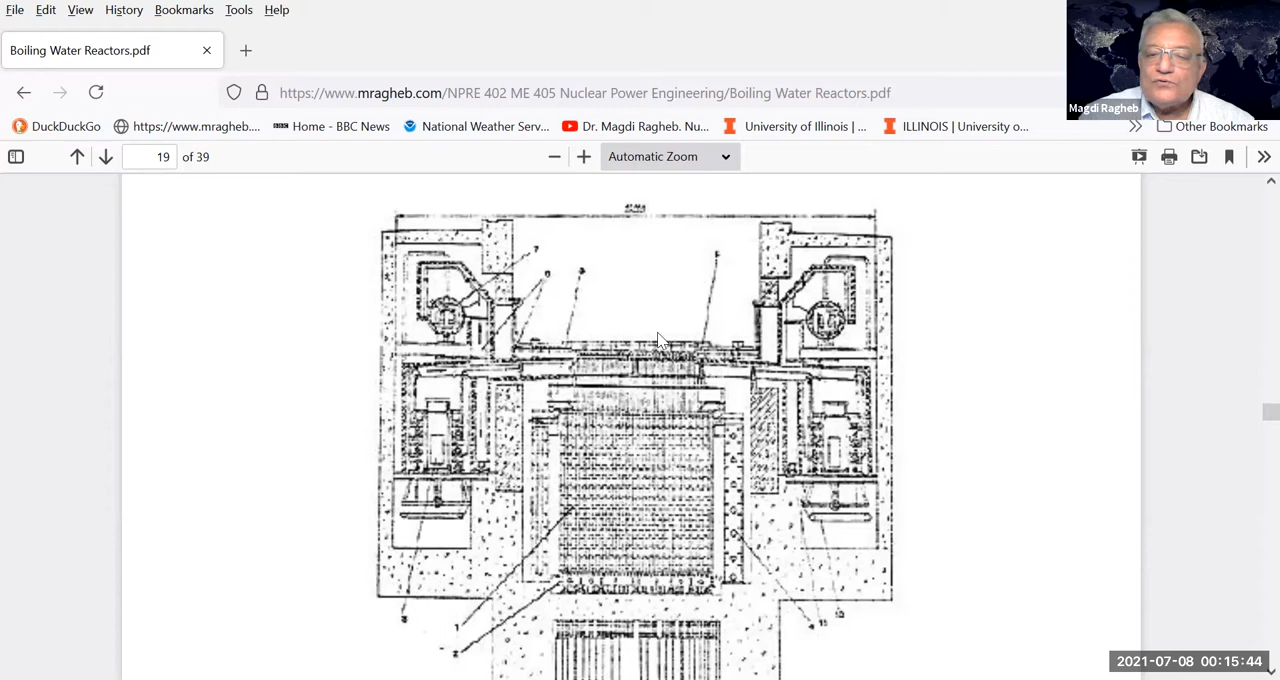 File Edit View History Bookmarks Tools Help
Boiling Water Reactors.pdf
https://www.mragheb.com/NPRE 402 ME 405 Nuclear Power Engineering/Boiling Water Reactors.pdf
Magdi Ragheb
DuckDuckGo https://www.mragheb.... Home - BBC News National Weather Serv... Dr. Magdi Ragheb. Nu... University of Illinois |... ILLINOIS | University o... Other Bookmarks
19 of 39 Automatic Zoom
7
6
1
2
9 11 10
2021-07-08 00:15:44